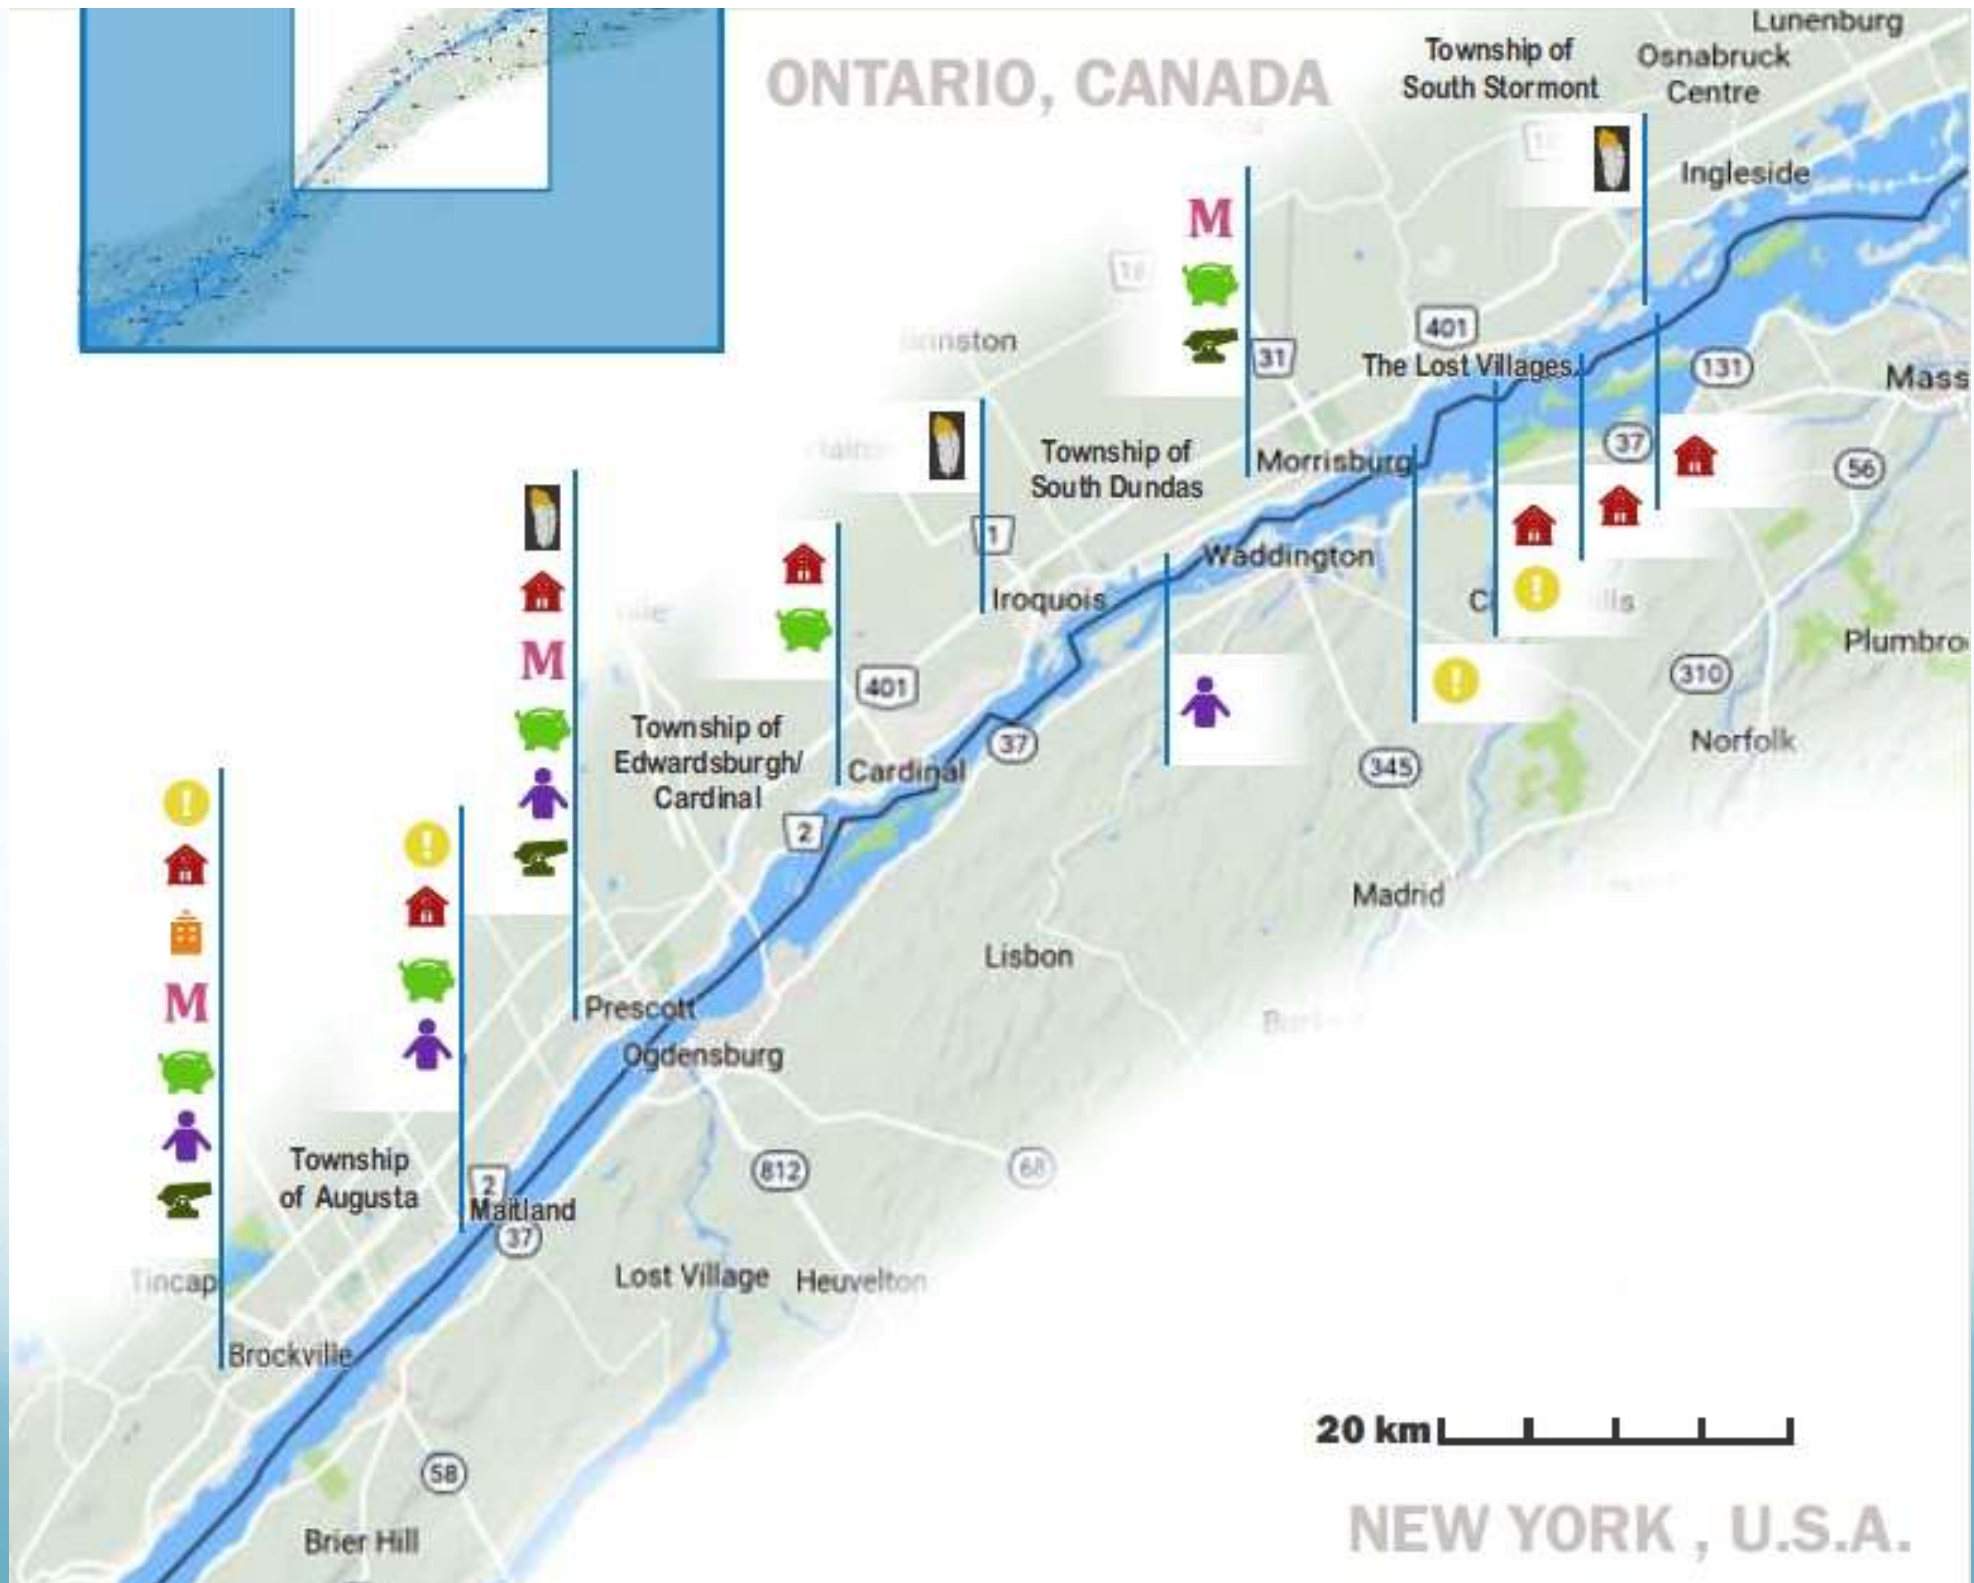 Lunenburg
ONTARIO, CANADA
Township of
South Stormont
Osnabruck
Centre
Ingleside
M
16
401
31
The Lost Villages
131
Mass
37
56
Township of
South Dundas
Morrisburg
1
Waddington
Iroquois
M
401
310
Plumbro
Township of
Edwardsburgh/
Cardinal
37
Norfolk
Cardinal
345
!
!
!
!
2
Madrid
Lisbon
M
Prescott
Ogdensburg
Township
of Augusta
812
68
2
Maitland
37
Tincap
Lost Village
Heuvelton
Brockville
20 km
58
NEW YORK , U.S.A.
Brier Hill